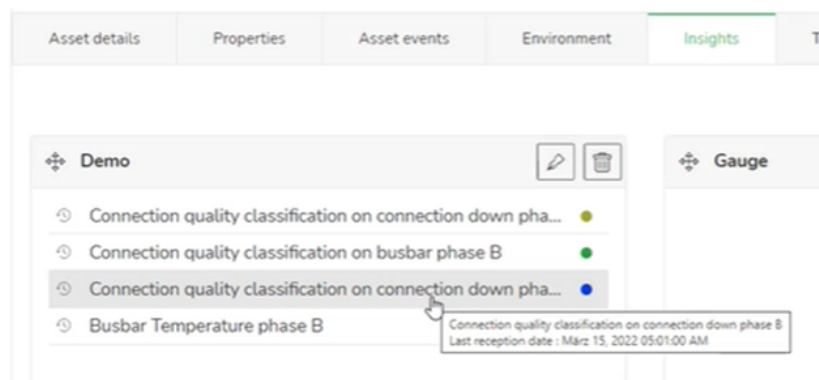 Asset details Properties Asset events Environment Insights T
Demo
Gauge
Connection quality classification on connection down pha...
Connection quality classification on busbar phase B
Connection quality classification on connection down pha...
Busbar Temperature phase B
Connection quality classification on connection down phase B
Last reception date : März 15, 2022 05:01:00 AM